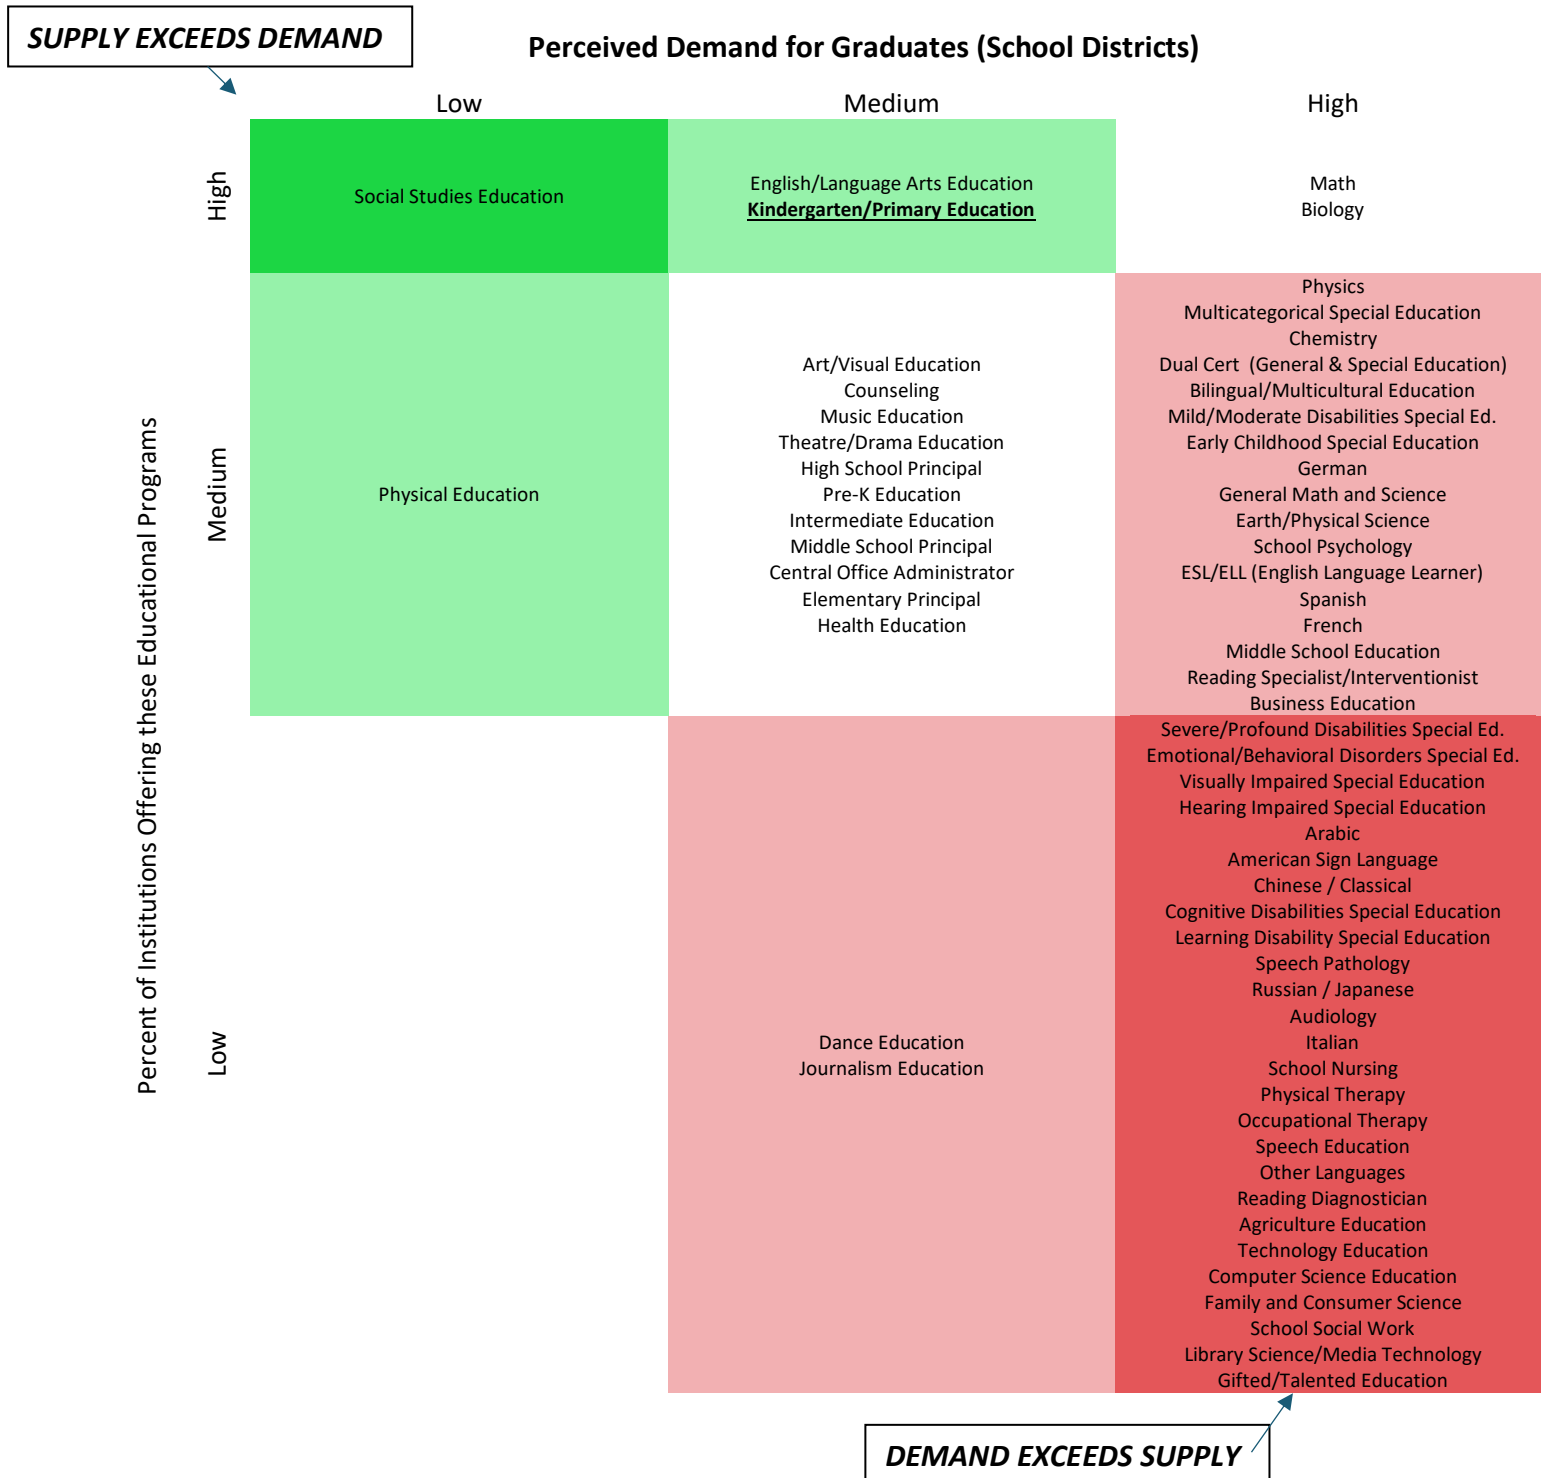 SUPPLY EXCEEDS DEMAND
Perceived Demand for Graduates (School Districts)
Low
Medium
High
Percent of Institutions Offering these Educational Programs
High
Social Studies Education
English/Language Arts Education
Kindergarten/Primary Education
Math
Biology
Medium
Physical Education
Art/Visual Education
Counseling
Music Education
Theatre/Drama Education
High School Principal
Pre-K Education
Intermediate Education
Middle School Principal
Central Office Administrator
Elementary Principal
Health Education
Physics
Multicategorical Special Education
Chemistry
Dual Cert (General & Special Education)
Bilingual/Multicultural Education
Mild/Moderate Disabilities Special Ed.
Early Childhood Special Education
German
General Math and Science
Earth/Physical Science
School Psychology
ESL/ELL (English Language Learner)
Spanish
French
Middle School Education
Reading Specialist/Interventionist
Business Education
Low
Dance Education
Journalism Education
Severe/Profound Disabilities Special Ed.
Emotional/Behavioral Disorders Special Ed.
Visually Impaired Special Education
Hearing Impaired Special Education
Arabic
American Sign Language
Chinese / Classical
Cognitive Disabilities Special Education
Learning Disability Special Education
Speech Pathology
Russian / Japanese
Audiology
Italian
School Nursing
Physical Therapy
Occupational Therapy
Speech Education
Other Languages
Reading Diagnostician
Agriculture Education
Technology Education
Computer Science Education
Family and Consumer Science
School Social Work
Library Science/Media Technology
Gifted/Talented Education
DEMAND EXCEEDS SUPPLY